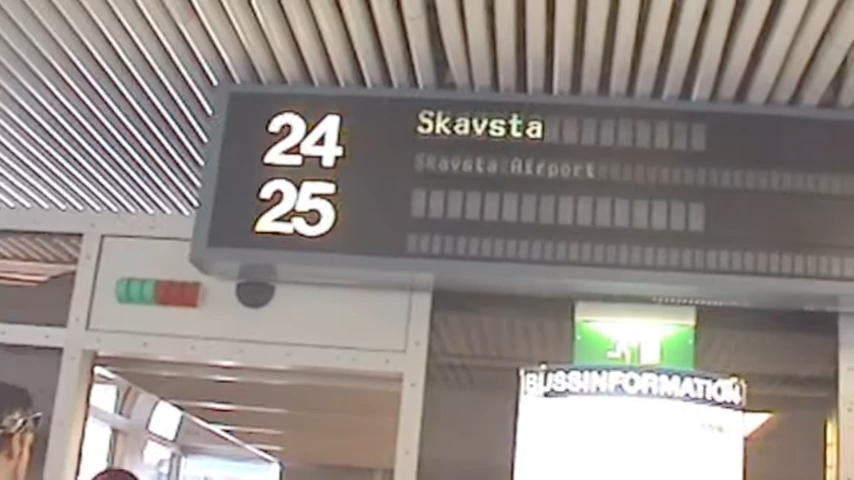 24
Skavsta
Skavsta Airport
25
BUSSINFORMATION